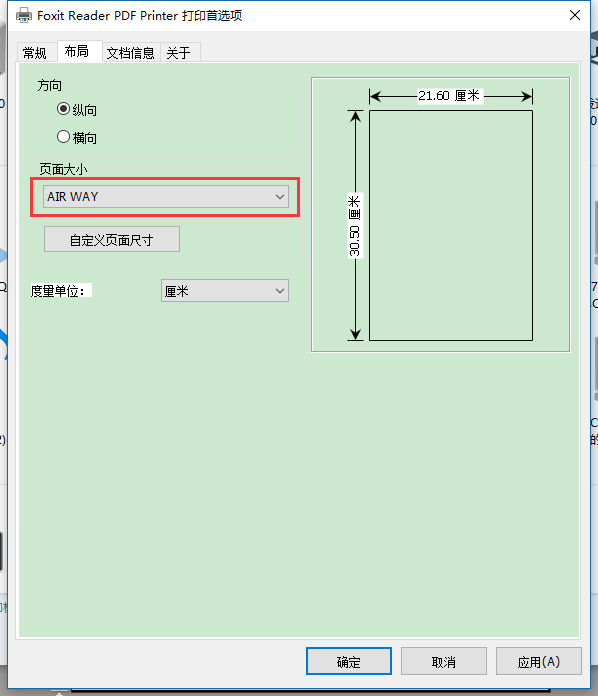 Foxit Reader PDF Printer 打印首选项
常规 布局 文档信息 关于
方向
纵向
横向
页面大小
AIR WAY
自定义页面尺寸
度量单位： 厘米
21.60 厘米
30.50 厘米
确定 取消 应用(A)